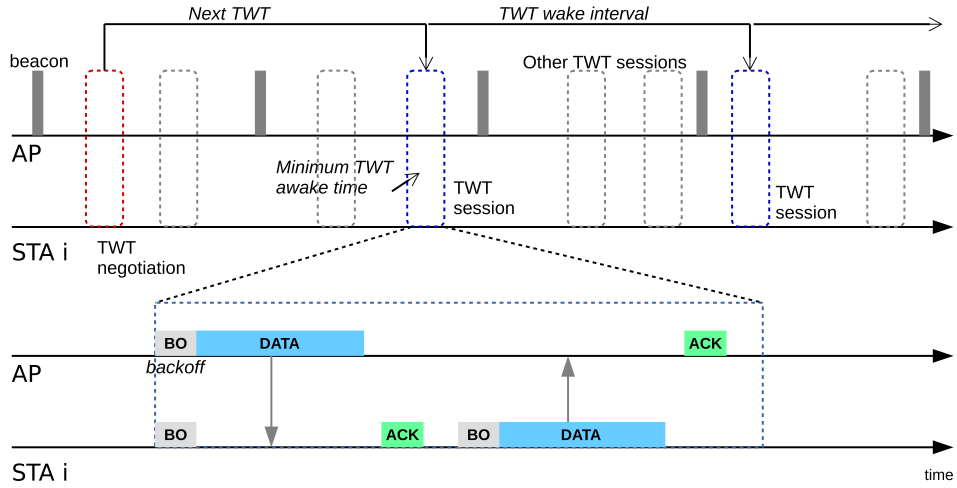 Next TWT
TWT wake interval
beacon
Other TWT sessions
AP
Minimum TWT
awake time
TWT
session
TWT
session
STA i
TWT
negotiation
BO
DATA
ACK
backoff
AP
BO
ACK
BO
DATA
STA i
time